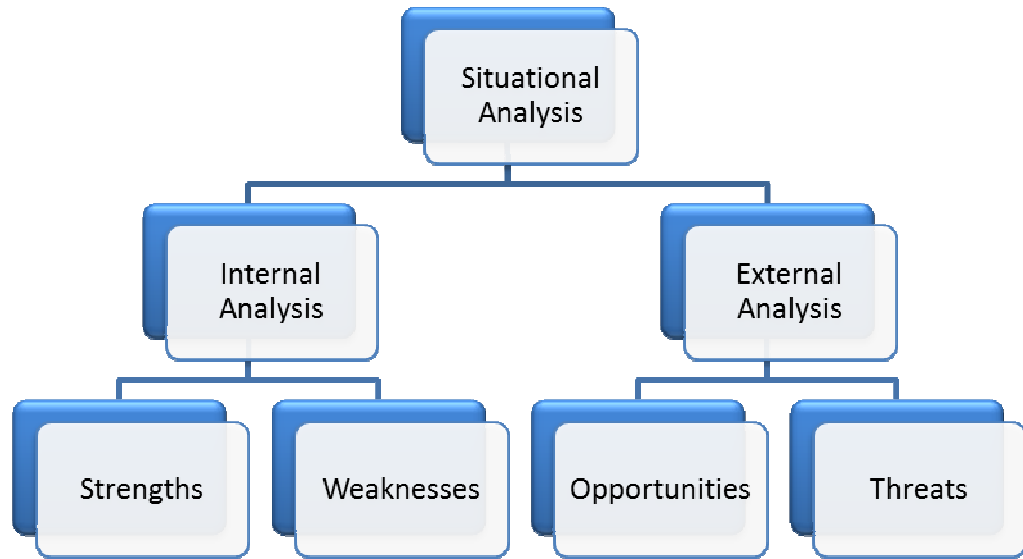 Situational
Analysis
Internal
Analysis
External
Analysis
Strengths
Weaknesses
Opportunities
Threats